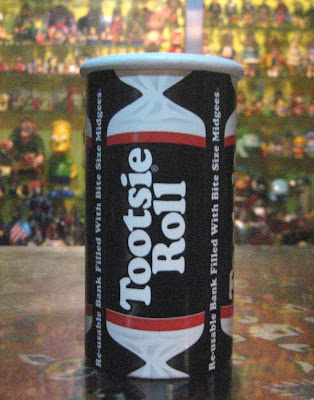 Re-usable Bank Filled With Bite Size Midgees
Tootsie
Roll®
Re-usable Bank Filled With Bite Size Midgees